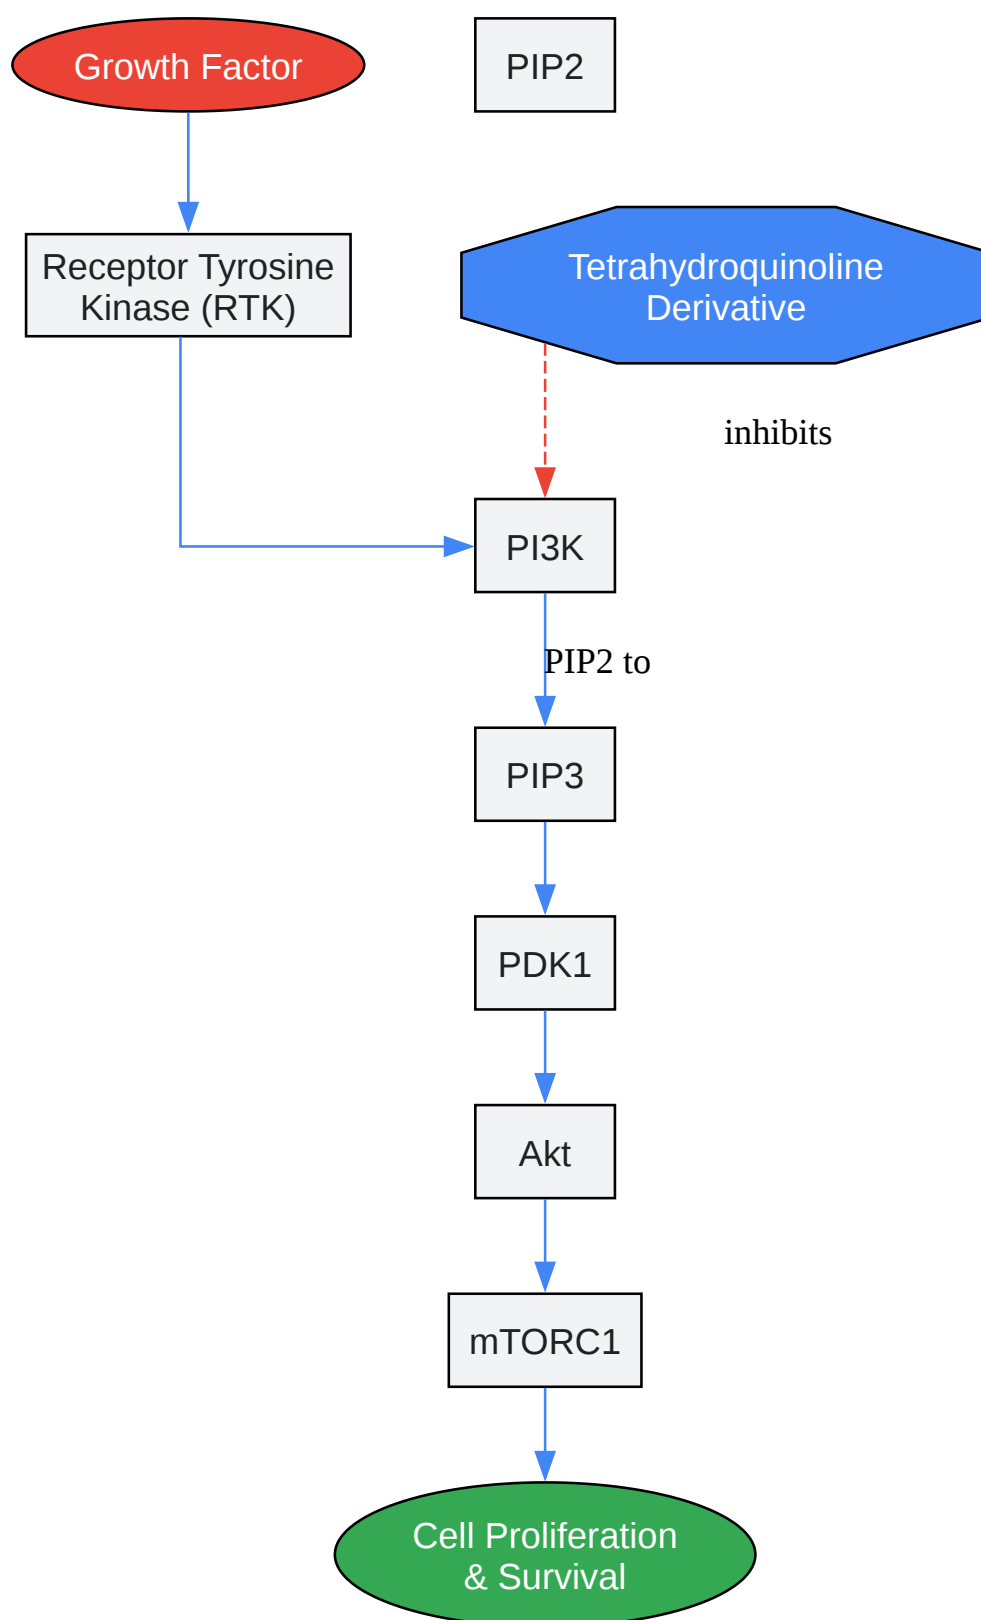 Growth Factor
PIP2
Receptor Tyrosine
Kinase (RTK)
Tetrahydroquinoline
Derivative
inhibits
PI3K
PIP2 to
PIP3
PDK1
Akt
mTORC1
Cell Proliferation
& Survival